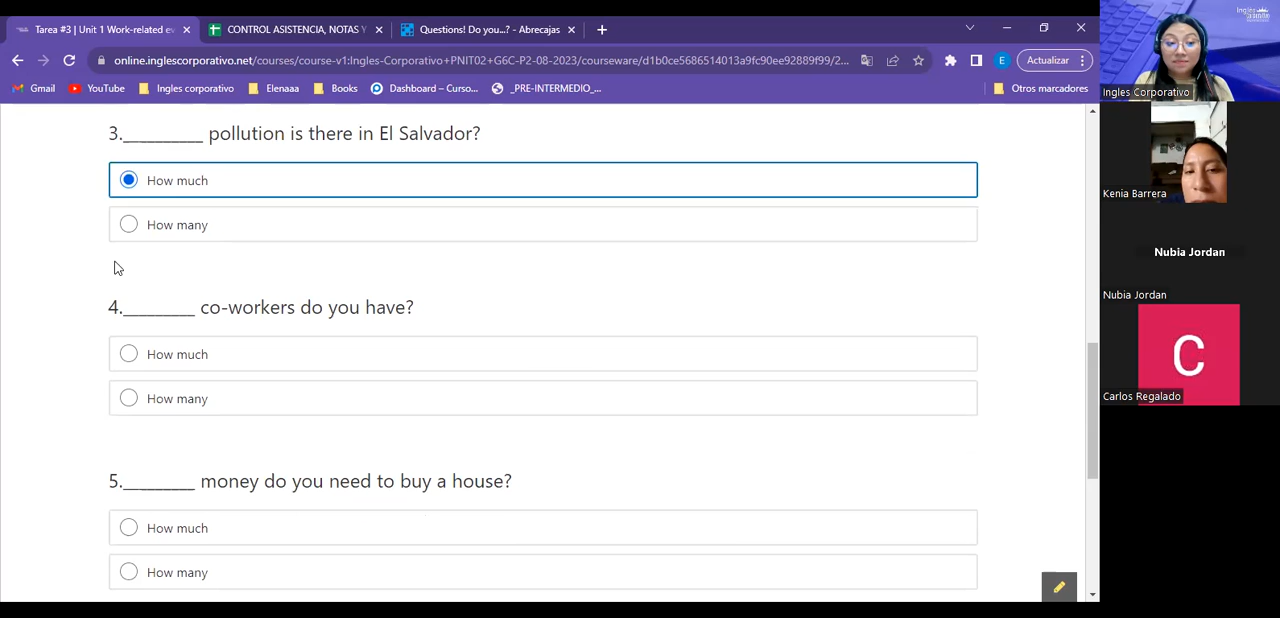 Tarea #3 | Unit 1 Work-related ev
CONTROL ASISTENCIA, NOTAS Y
Questions! Do you...? - Abrecajas
online.inglescorporativo.net/courses/course-v1:Ingles-Corporativo+PNIT02+G6C-P2-08-2023/courseware/d1b0ce5686514013a9fc90ee92889f99/2...
E
Actualizar
Gmail
YouTube
Ingles corporativo
Elenaaa
Books
Dashboard – Curso...
_PRE-INTERMEDIO_...
Otros marcadores
3.__________ pollution is there in El Salvador?
How much
How many
4._________ co-workers do you have?
How much
How many
5._________ money do you need to buy a house?
How much
How many
Ingles Corporativo
Kenia Barrera
Nubia Jordan
Nubia Jordan
C
Carlos Regalado